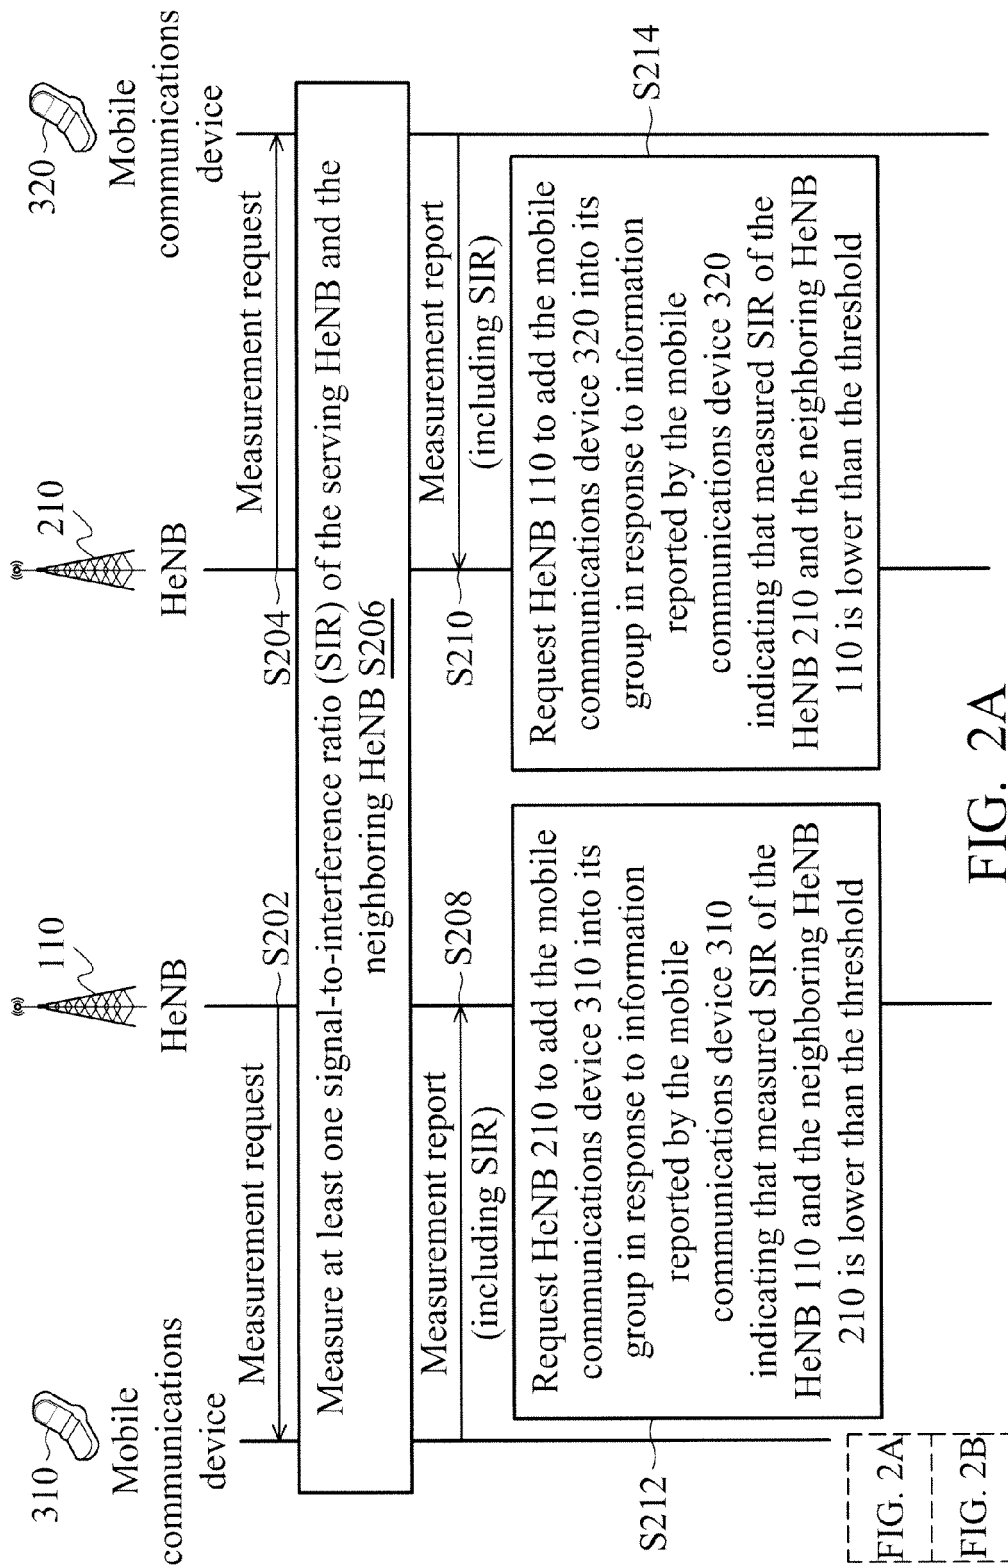 310
Mobile
communications
device
110
HeNB
210
HeNB
320
Mobile
communications
device
Measurement request
S202
S204
Measurement request
Measure at least one signal-to-interference ratio (SIR) of the serving HeNB and the
neighboring HeNB S206
Measurement report
(including SIR)
S208
S210
Measurement report
(including SIR)
S212
Request HcNB 210 to add the mobile
communications device 310 into its
group in response to information
reported by the mobile
communications device 310
indicating that measured SIR of the
HeNB 110 and the neighboring HeNB
210 is lower than the threshold
Request HeNB 110 to add the mobile
communications device 320 into its
group in response to information
reported by the mobile
communications device 320
indicating that measured SIR of the
HeNB 210 and the neighboring HeNB
110 is lower than the threshold
S214
FIG. 2A
FIG. 2B
FIG. 2A